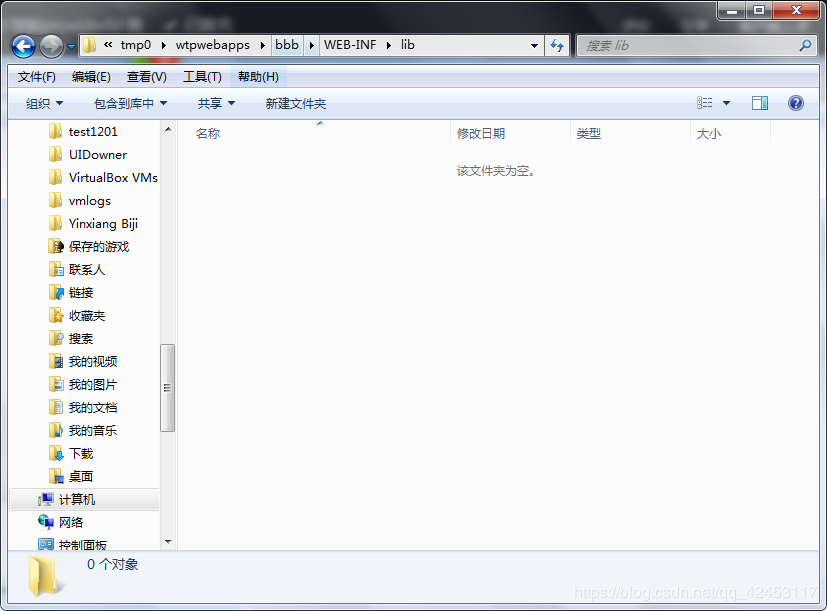 « tmp0 wtpwebapps bbb WEB-INF lib
搜索 lib
文件(F) 编辑(E) 查看(V) 工具(T) 帮助(H)
组织 包含到库中 共享 新建文件夹
名称 修改日期 类型 大小
该文件夹为空。
test1201
UIDowner
VirtualBox VMs
vmlogs
Yinxiang Biji
保存的游戏
联系人
链接
收藏夹
搜索
我的视频
我的图片
我的文档
我的音乐
下载
桌面
计算机
网络
控制面板
0 个对象
https://blog.csdn.net/qq_42453117